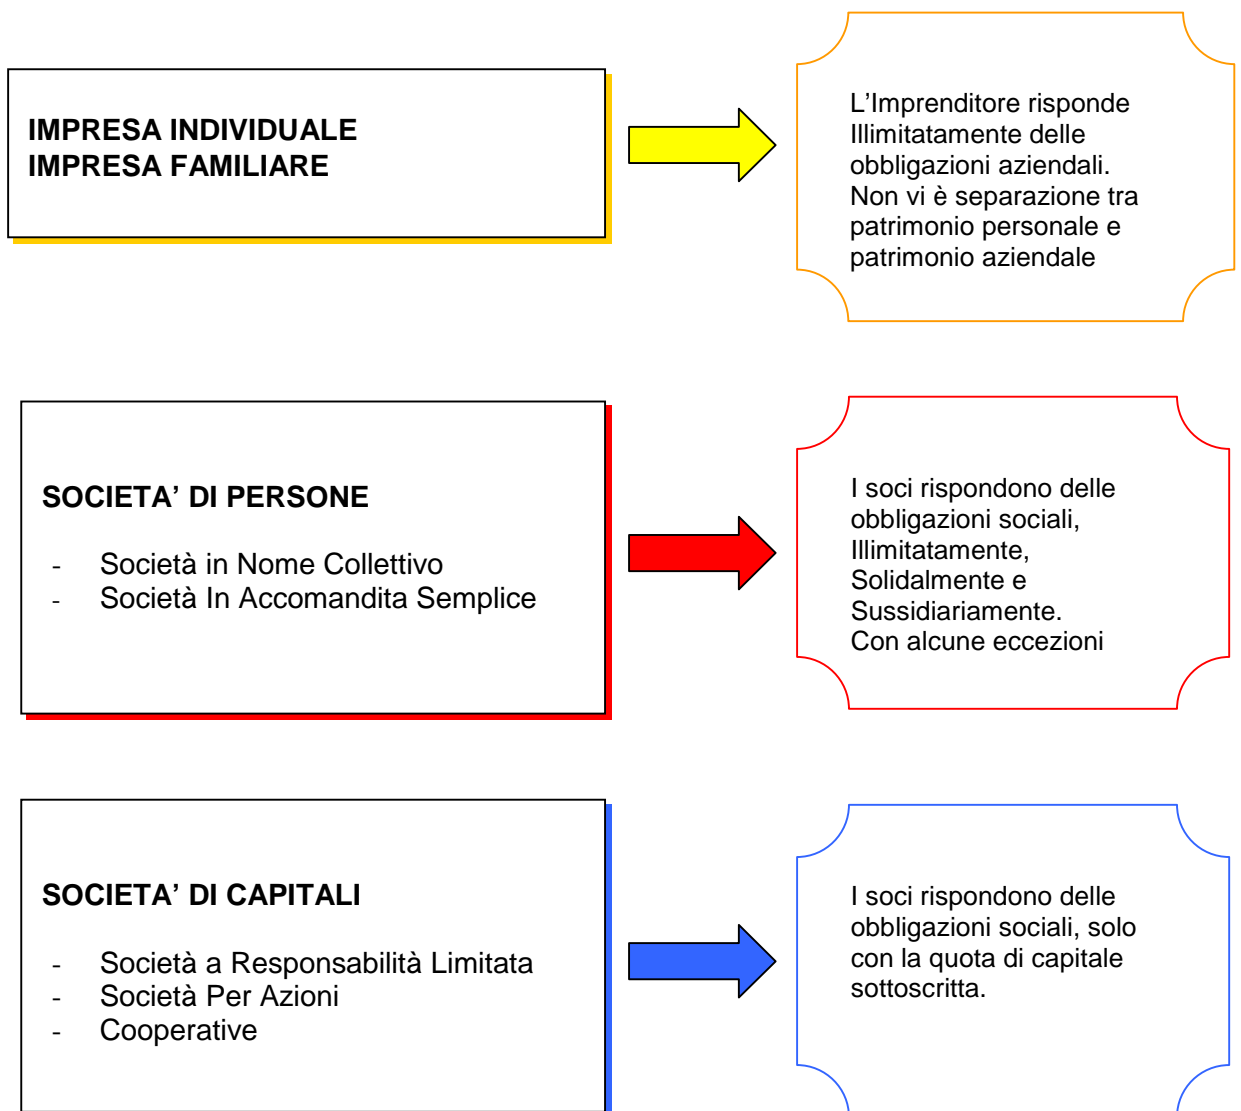 IMPRESA INDIVIDUALE
IMPRESA FAMILIARE
L’Imprenditore risponde
Illimitatamente delle
obbligazioni aziendali.
Non vi è separazione tra
patrimonio personale e
patrimonio aziendale
SOCIETA’ DI PERSONE
- Società in Nome Collettivo
- Società In Accomandita Semplice
I soci rispondono delle
obbligazioni sociali,
Illimitatamente,
Solidalmente e
Sussidiariamente.
Con alcune eccezioni
SOCIETA’ DI CAPITALI
- Società a Responsabilità Limitata
- Società Per Azioni
- Cooperative
I soci rispondono delle
obbligazioni sociali, solo
con la quota di capitale
sottoscritta.